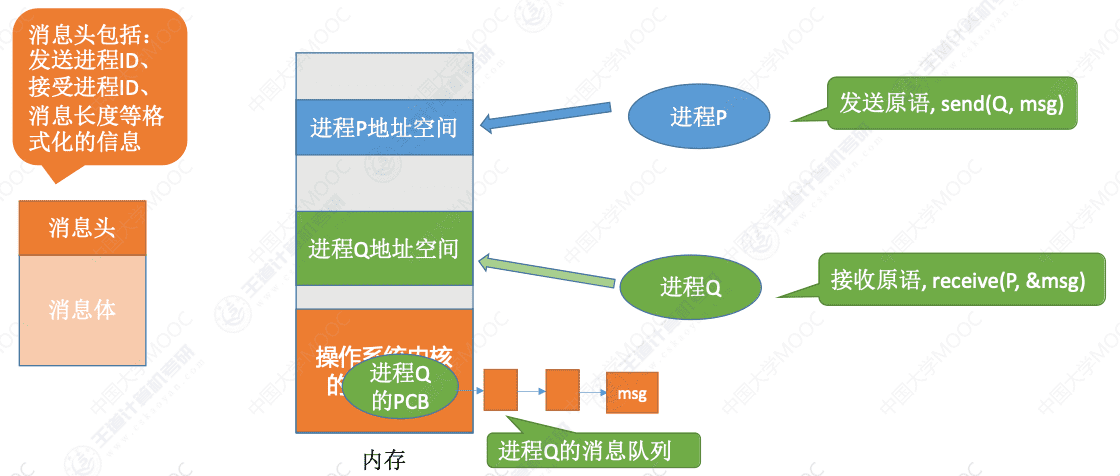 消息头包括：
发送进程ID、
接受进程ID、
消息长度等格
式化的信息
消息头
消息体
进程P地址空间
进程Q地址空间
操作系统内核
的
进程Q
的PCB
msg
进程Q的消息队列
内存
进程P
发送原语, send(Q, msg)
进程Q
接收原语, receive(P, &msg)
中国大学MOOC
王道计算机考研